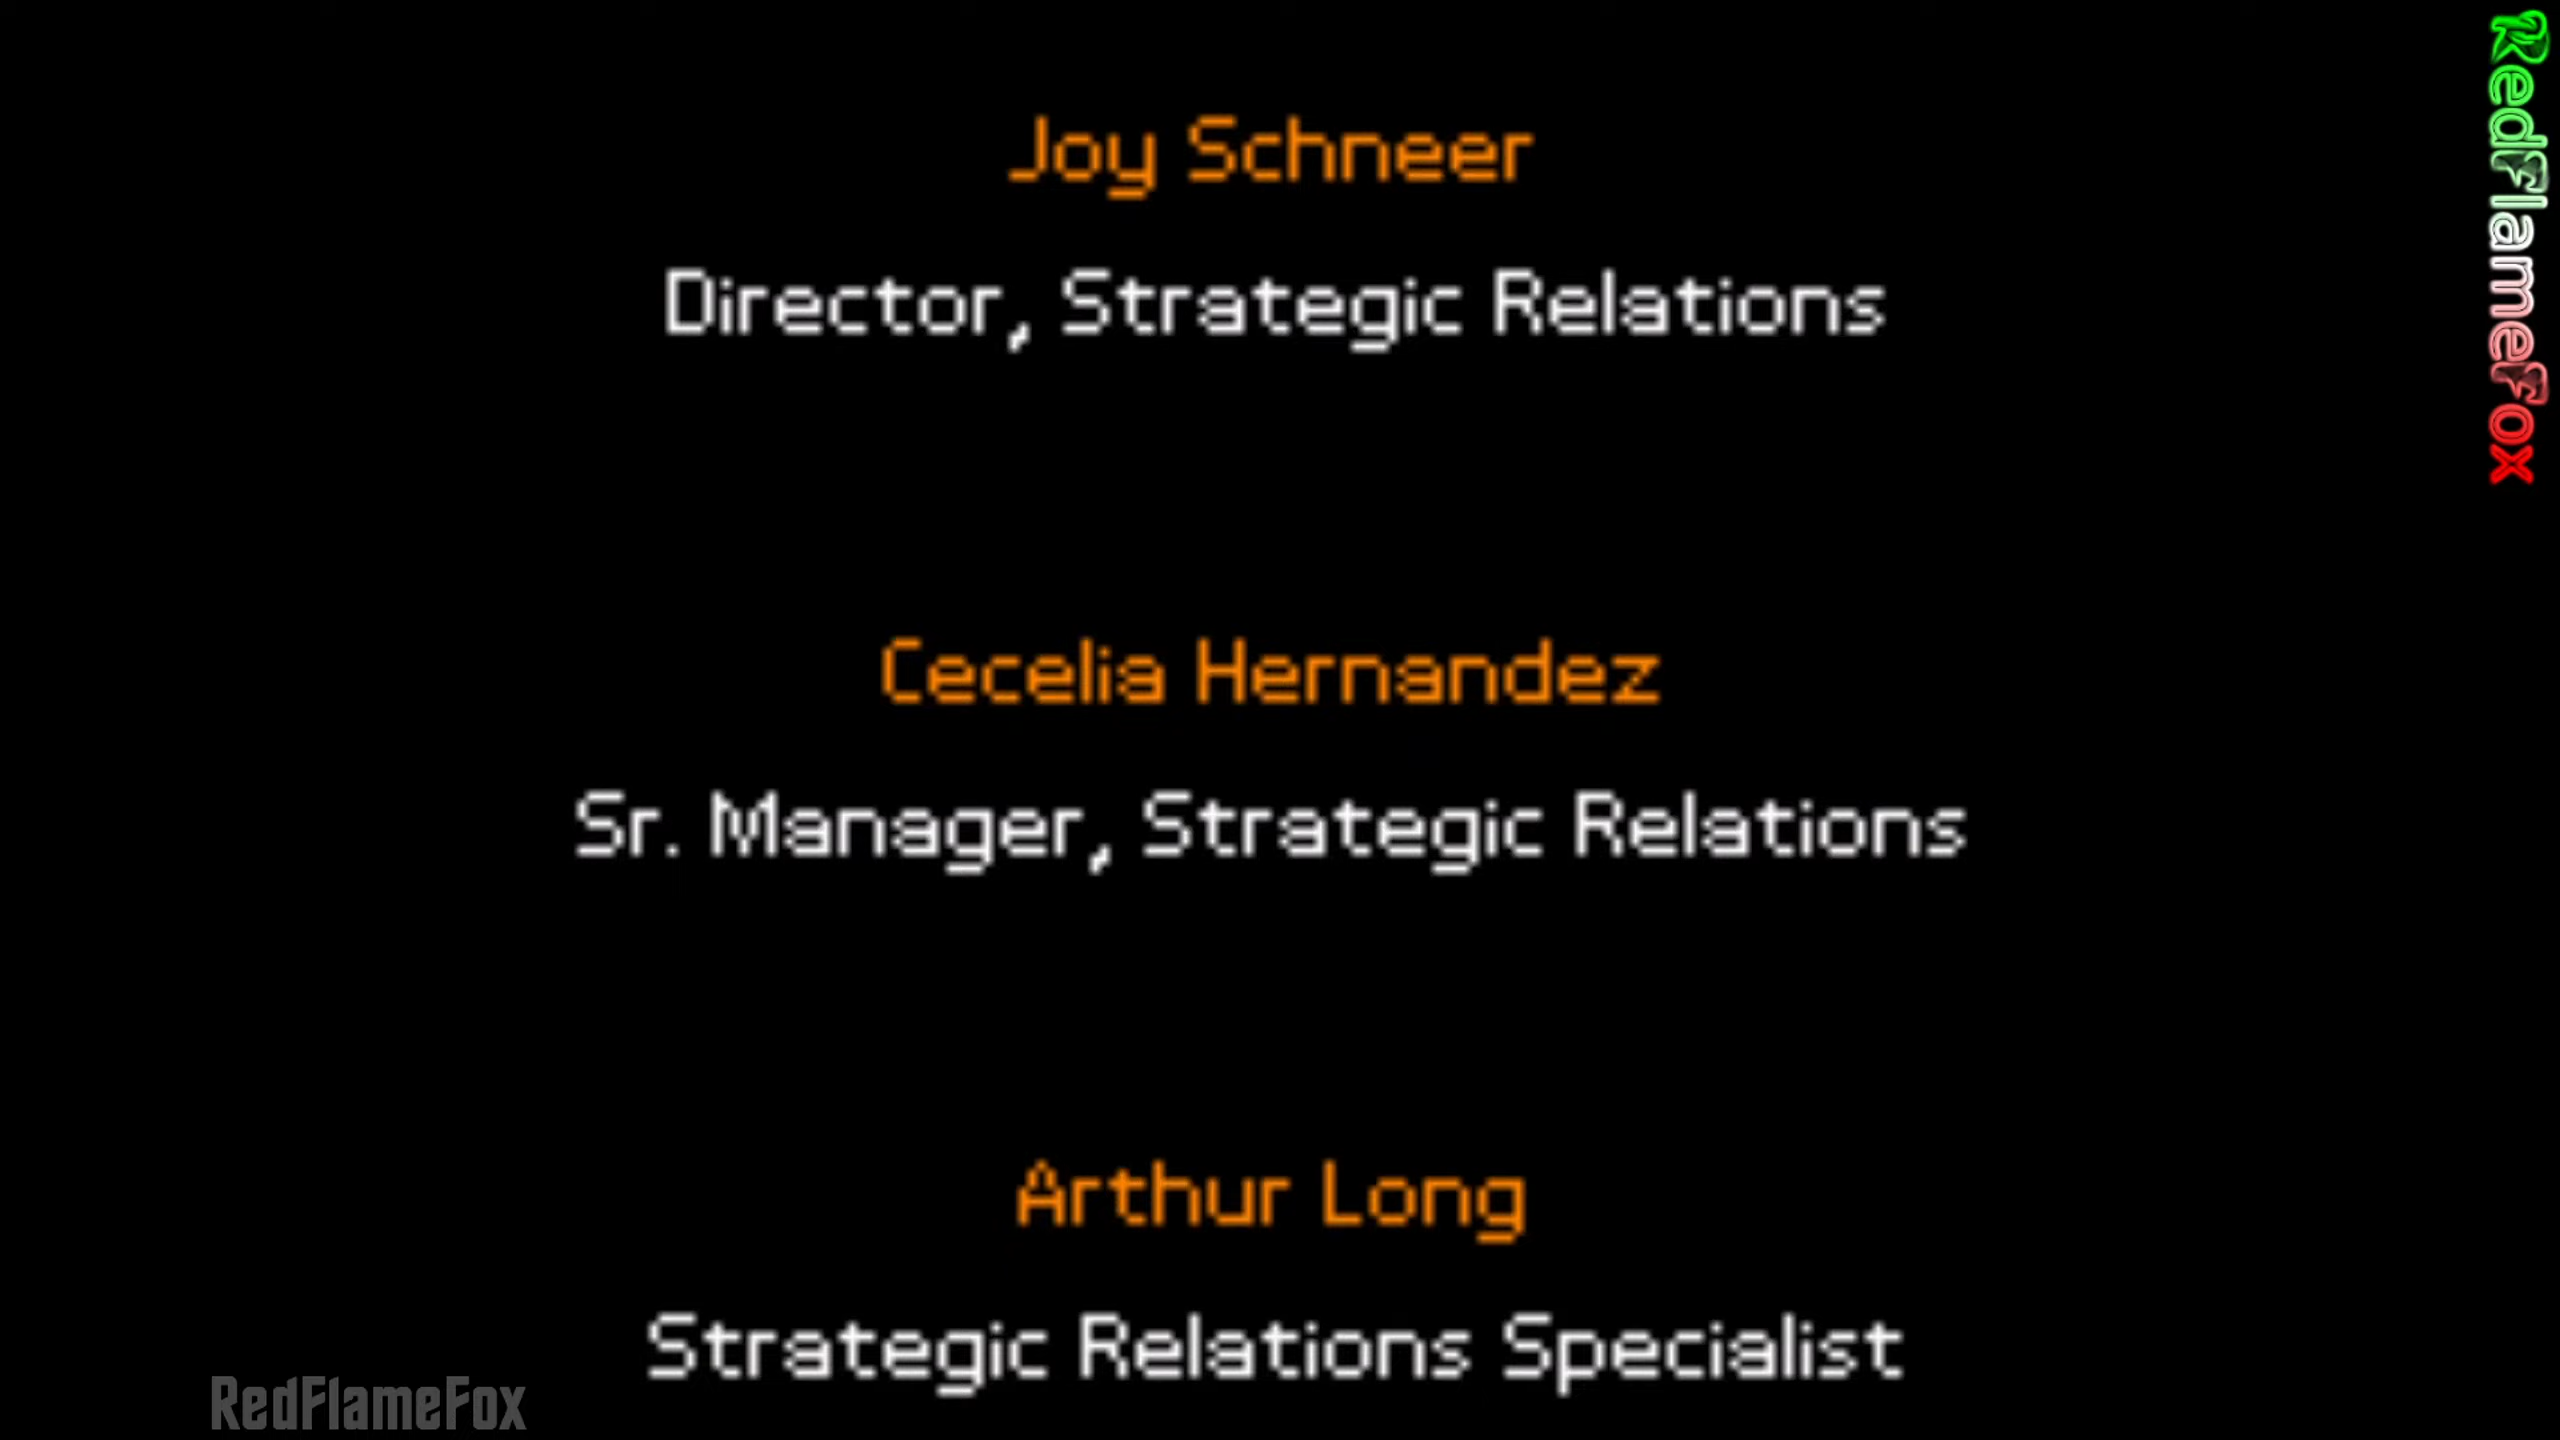 Joy Schneer
Director, Strategic Relations
Cecelia Hernandez
Sr. Manager, Strategic Relations
Arthur Long
Strategic Relations Specialist
RedFlameFox
RedFlameFox